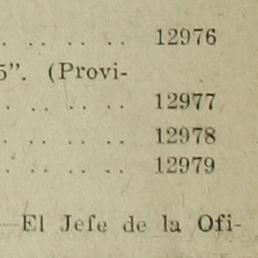 . . . . . . 12976
5”. (Provi-
. . . . . . 12977
. . . . . . 12978
. . . . . . 12979
—El Jefe de la Ofi-